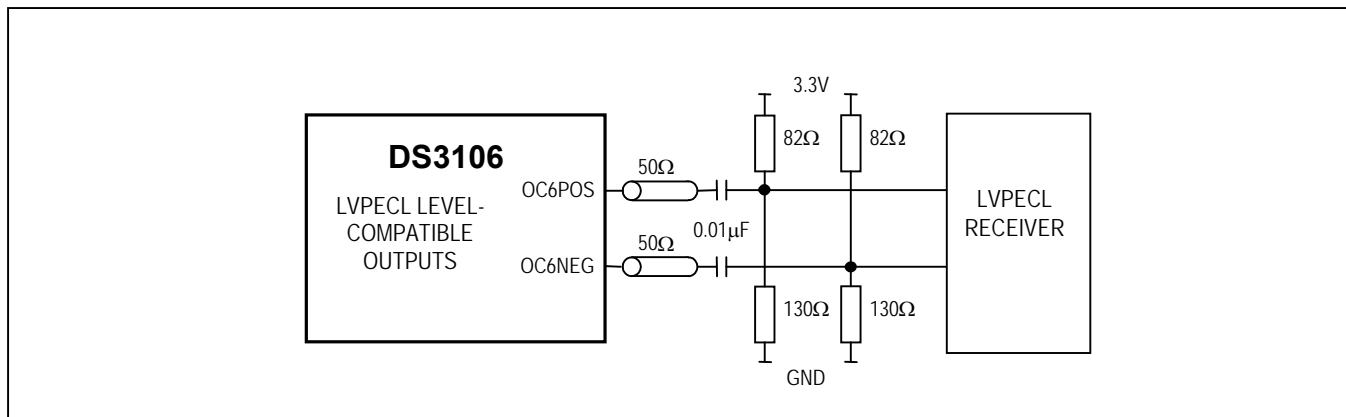 3.3V
82Ω
82Ω
DS3106
50Ω
OC6POS
LVPECL LEVEL-
COMPATIBLE
OUTPUTS
LVPECL
RECEIVER
0.01μF
50Ω
OC6NEG
130Ω
130Ω
GND